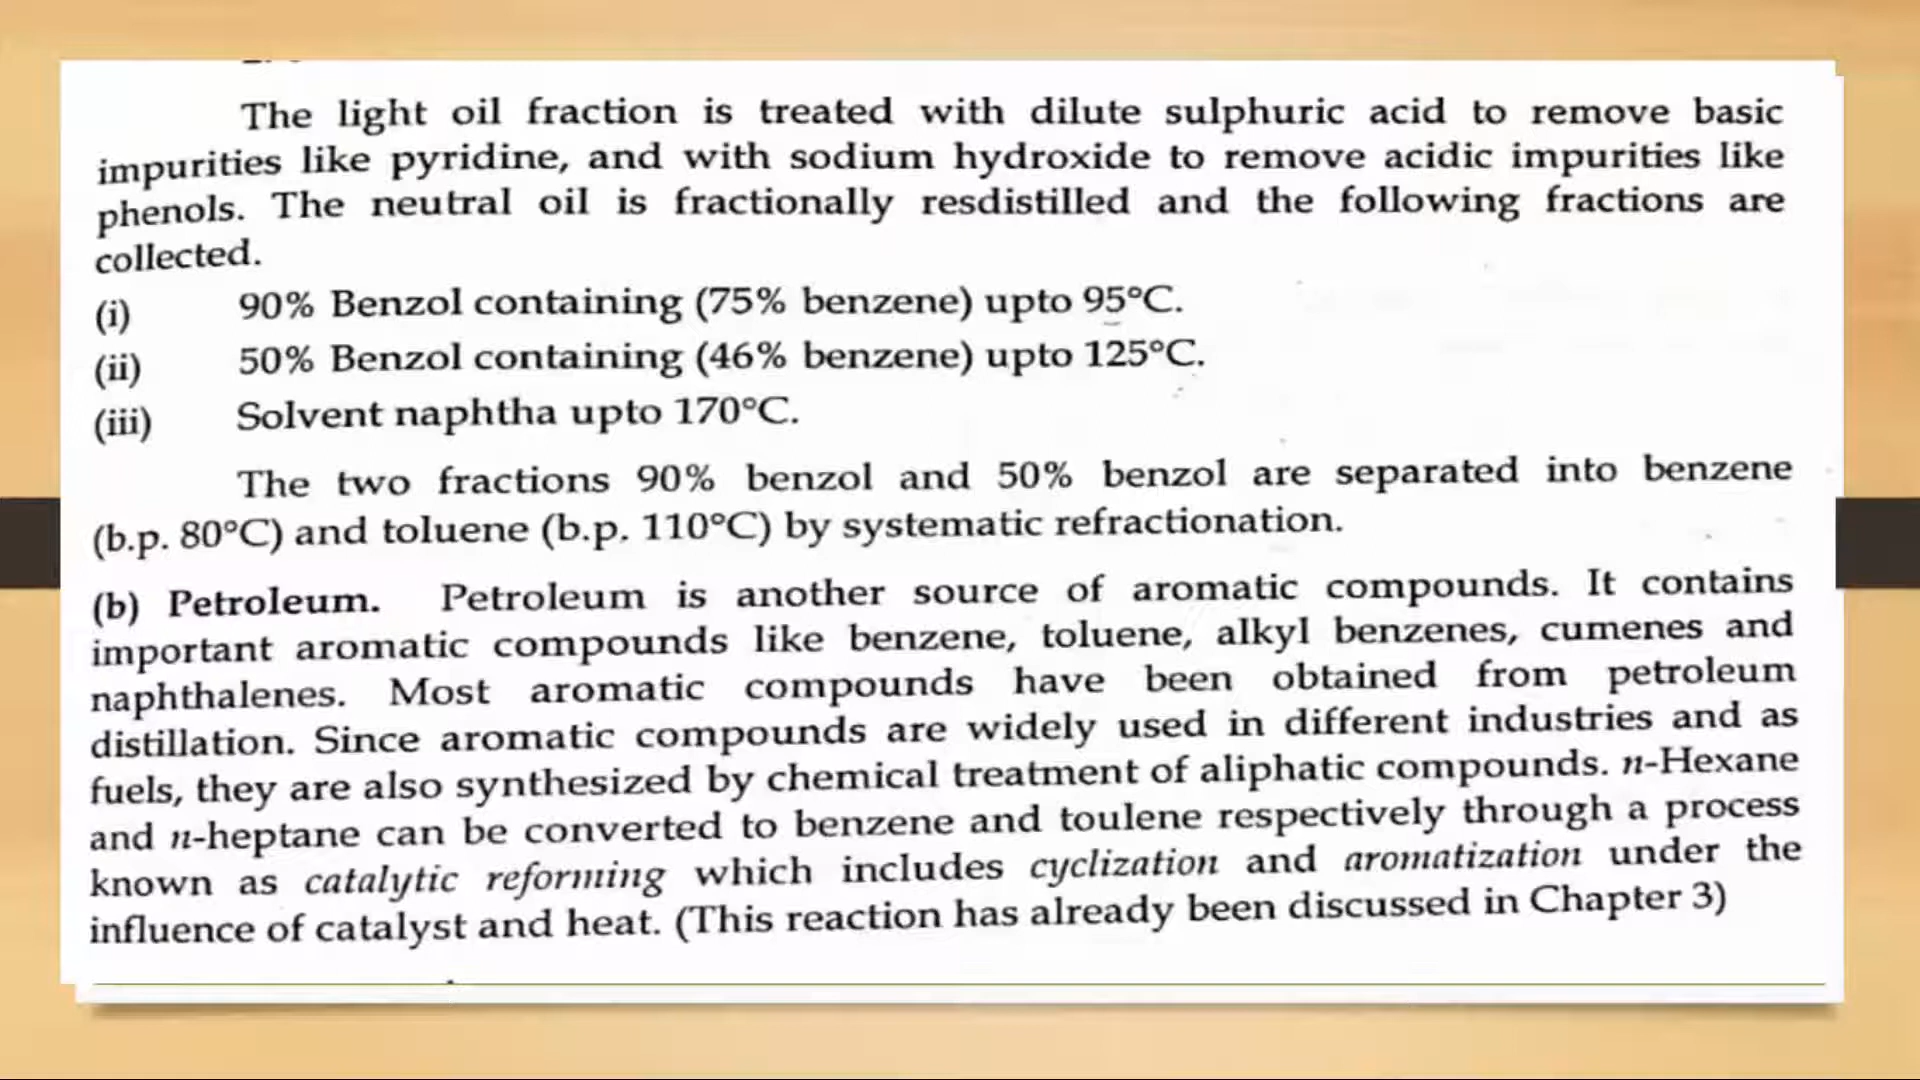 The light oil fraction is treated with dilute sulphuric acid to remove basic
impurities like pyridine, and with sodium hydroxide to remove acidic impurities like
phenols. The neutral oil is fractionally resdistilled and the following fractions are
collected.
(i) 90% Benzol containing (75% benzene) upto 95°C.
(ii) 50% Benzol containing (46% benzene) upto 125°C.
(iii) Solvent naphtha upto 170°C.
The two fractions 90% benzol and 50% benzol are separated into benzene
(b.p. 80°C) and toluene (b.p. 110°C) by systematic refractionation.
(b) Petroleum. Petroleum is another source of aromatic compounds. It contains
important aromatic compounds like benzene, toluene, alkyl benzenes, cumenes and
naphthalenes. Most aromatic compounds have been obtained from petroleum
distillation. Since aromatic compounds are widely used in different industries and as
fuels, they are also synthesized by chemical treatment of aliphatic compounds. n-Hexane
and n-heptane can be converted to benzene and toulene respectively through a process
known as catalytic reforming which includes cyclization and aromatization under the
influence of catalyst and heat. (This reaction has already been discussed in Chapter 3)